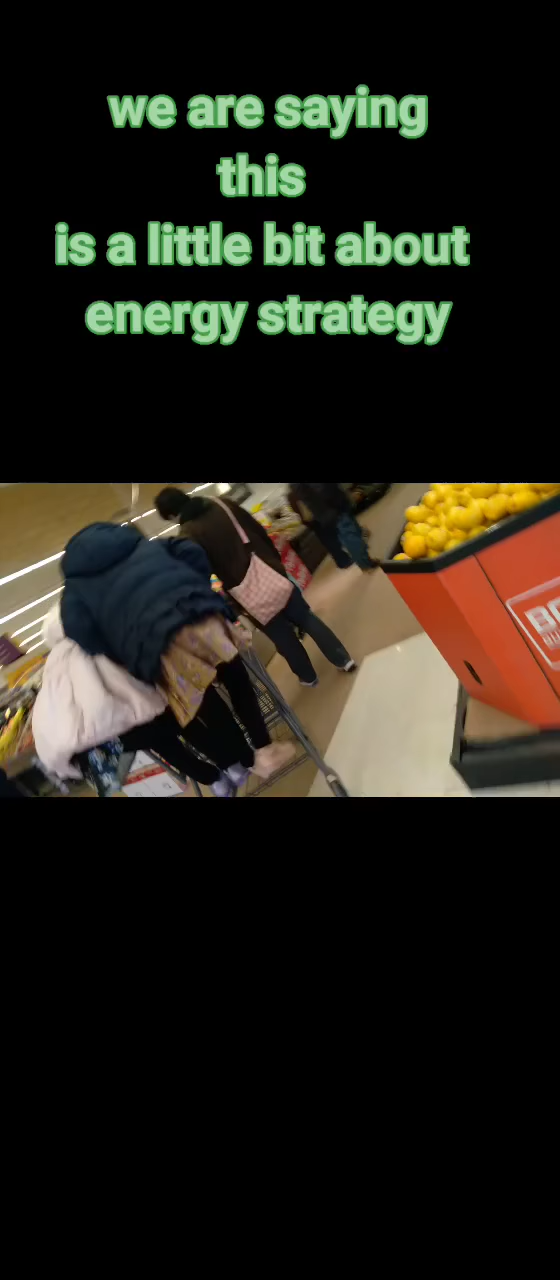 we are saying
this
is a little bit about
energy strategy